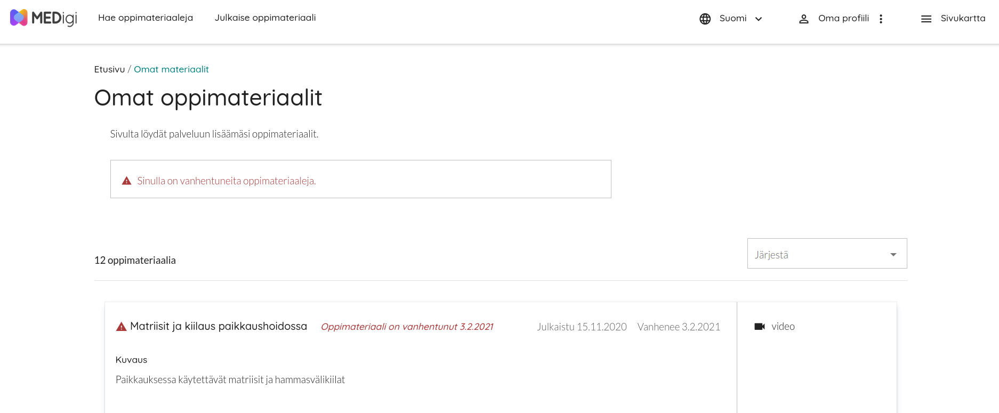 MEDigi
Hae oppimateriaaleja
Julkaise oppimateriaali
Suomi
Oma profiili
Sivukartta
Etusivu / Omat materiaalit
Omat oppimateriaalit
Sivulta löydät palveluun lisäämäsi oppimateriaalit.
Sinulla on vanhentuneita oppimateriaaleja.
12 oppimateriaalia
Järjestä
Matriisit ja kiilaus paikkaushoidossa
Oppimateriaali on vanhentunut 3.2.2021
Julkaistu 15.11.2020
Vanhenee 3.2.2021
video
Kuvaus
Paikkauksessa käytettävät matriisit ja hammasvälikiilat